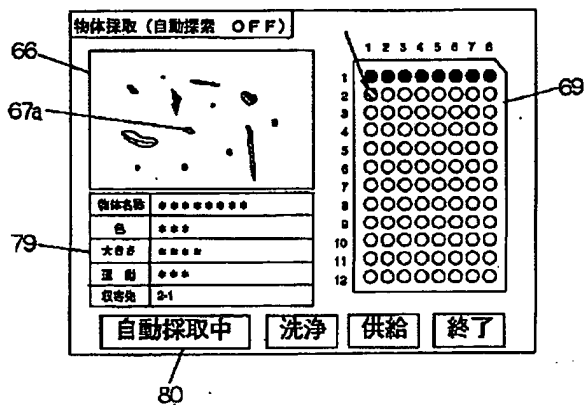 物体採取（自動探索 OFF）
66
67a
1 2 3 4 5 6 7 8
69
1
2
3
4
5
6
7
8
9
10
11
12
物体名称 ********
色 ***
大きさ ****
79
運動 ***
収容先 2-1
自動採取中 洗浄 供給 終了
80